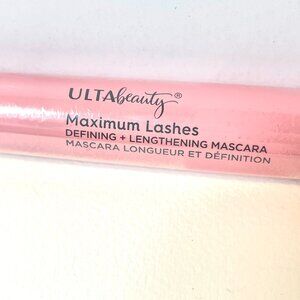 ULTAbeauty®
Maximum Lashes
DEFINING + LENGTHENING MASCARA
MASCARA LONGUEUR ET DÉFINITION